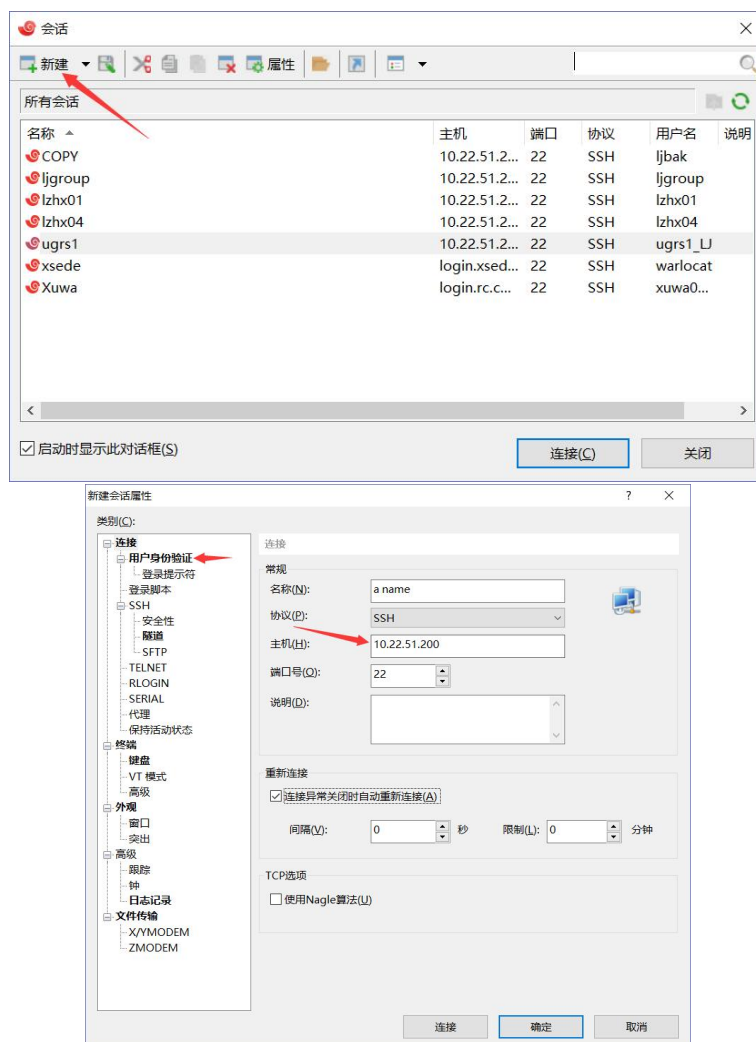 会话
新建 属性
所有会话
名称 主机 端口 协议 用户名 说明
COPY 10.22.51.2... 22 SSH ljbak
ljgroup 10.22.51.2... 22 SSH ljgroup
lzhx01 10.22.51.2... 22 SSH lzhx01
lzhx04 10.22.51.2... 22 SSH lzhx04
ugrs1 10.22.51.2... 22 SSH ugrs1_LJ
xsede login.xsed... 22 SSH warlocat
Xuwa login.rc.c... 22 SSH xuwa0...
启动时显示此对话框(S) 连接(C) 关闭
新建会话属性 ?
类别(C):
连接
用户身份验证
登录提示符
登录脚本
SSH
安全性
隧道
SFTP
TELNET
RLOGIN
SERIAL
代理
保持活动状态
终端
键盘
VT 模式
高级
外观
窗口
突出
高级
跟踪
钟
日志记录
文件传输
X/YMODEM
ZMODEM
连接
常规
名称(N): a name
协议(P): SSH
主机(H): 10.22.51.200
端口号(O): 22
说明(D):
重新连接
连接异常关闭时自动重新连接(A)
间隔(V): 0 秒 限制(L): 0 分钟
TCP选项
使用Nagle算法(U)
连接 确定 取消